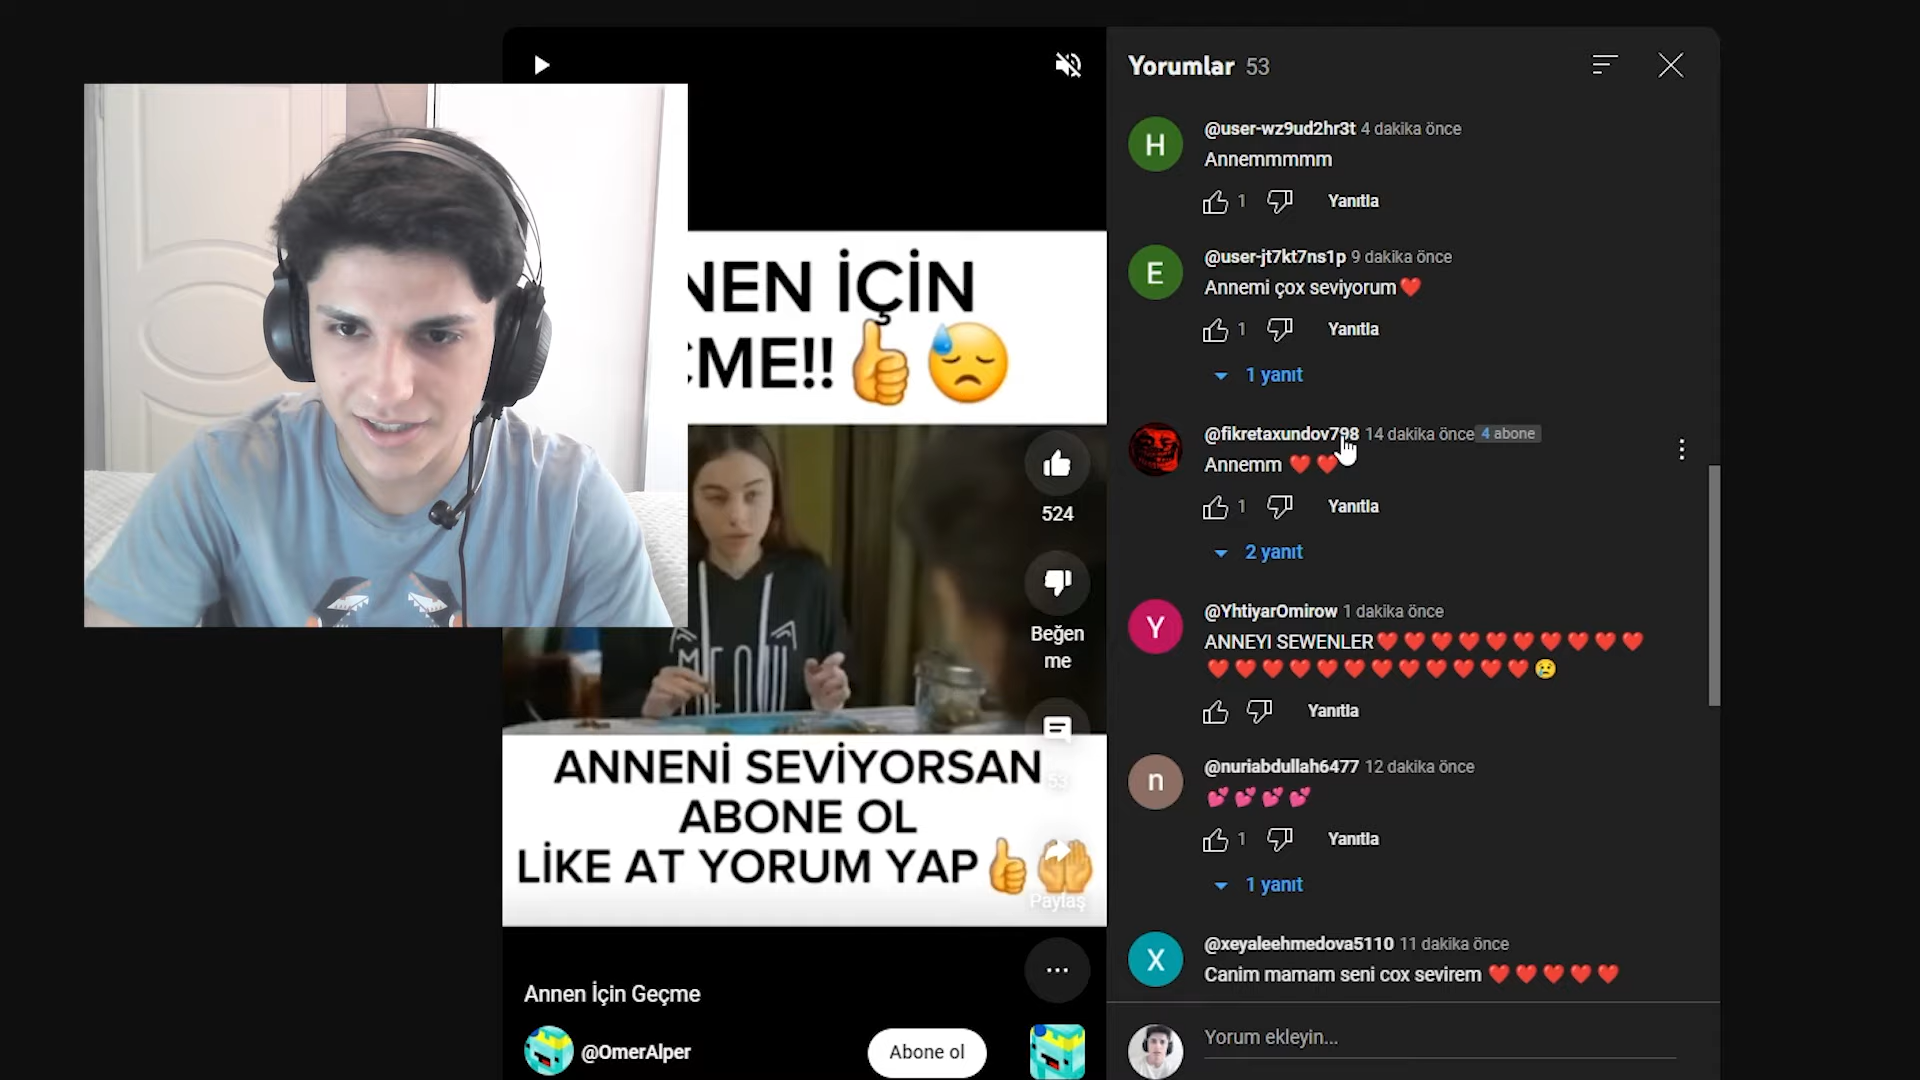 NEN İÇİN
ÇME!!👍😓
MEOW
524
Beğen
me
53
ANNENİ SEVİYORSAN
ABONE OL
LİKE AT YORUM YAP👍🤲
Paylaş
Annen İçin Geçme
@OmerAlper
Abone ol
Yorumlar 53
H
@user-wz9ud2hr3t 4 dakika önce
Annemmmmm
1 Yanıtla
E
@user-jt7kt7ns1p 9 dakika önce
Annemi çox seviyorum❤️
1 Yanıtla
1 yanıt
@fikretaxundov798 14 dakika önce 4 abone
Annemm ❤️❤️
1 Yanıtla
2 yanıt
Y
@YhtiyarOmirow 1 dakika önce
ANNEYI SEWENLER❤️❤️❤️❤️❤️❤️❤️❤️❤️❤️
❤️❤️❤️❤️❤️❤️❤️❤️❤️❤️❤️❤️😢
Yanıtla
n
@nuriabdullah6477 12 dakika önce
💕💕💕💕
1 Yanıtla
1 yanıt
X
@xeyaleehmedova5110 11 dakika önce
Canim mamam seni cox sevirem ❤️❤️❤️❤️❤️
Yorum ekleyin...